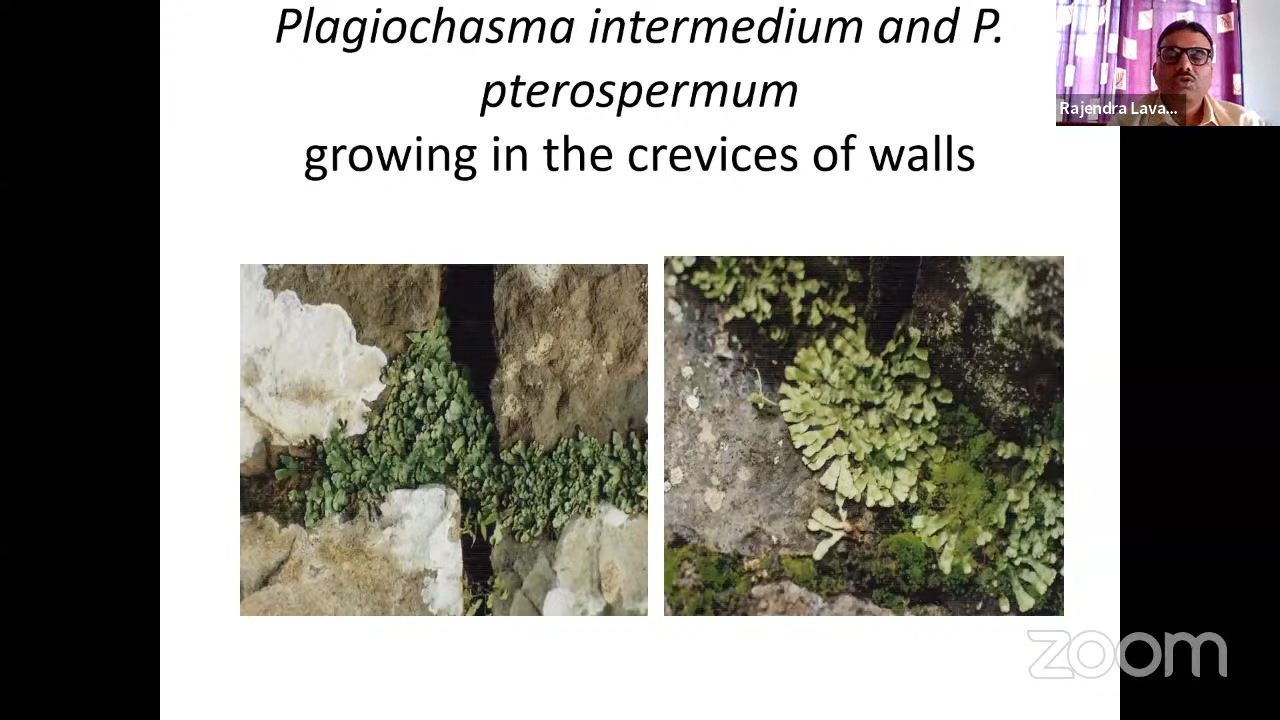 Plagiochasma intermedium and P.
pterospermum
growing in the crevices of walls
Rajendra Lava...
zoom